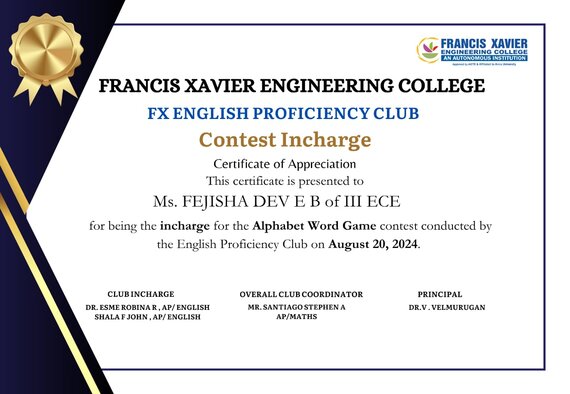 FRANCIS XAVIER
ENGINEERING COLLEGE
AN AUTONOMOUS INSTITUTION
FRANCIS XAVIER ENGINEERING COLLEGE
FX ENGLISH PROFICIENCY CLUB
Contest Incharge
Certificate of Appreciation
This certificate is presented to
Ms. FEJISHA DEV E B of III ECE
for being the incharge for the Alphabet Word Game contest conducted by
the English Proficiency Club on August 20, 2024.
CLUB INCHARGE
DR. ESME ROBINA R , AP/ ENGLISH
SHALA F JOHN , AP/ ENGLISH
OVERALL CLUB COORDINATOR
MR. SANTIAGO STEPHEN A
AP/MATHS
PRINCIPAL
DR.V . VELMURUGAN